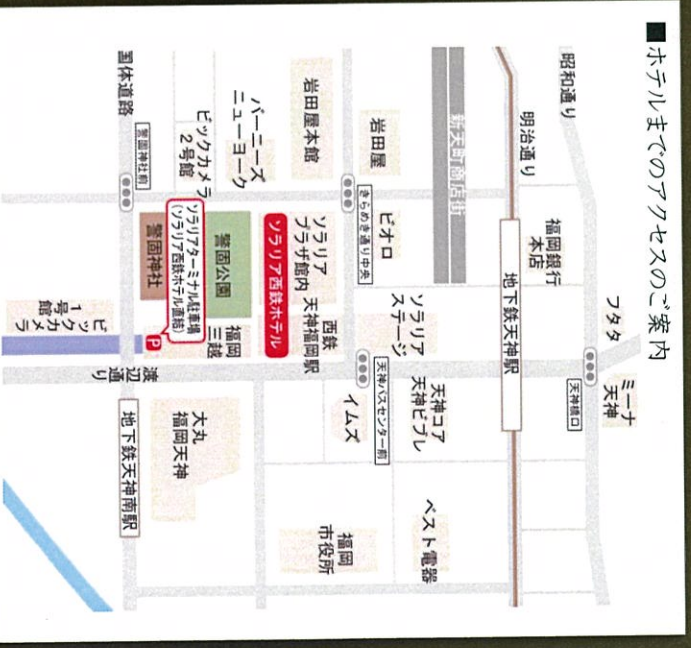 ■ホテルまでのアクセスのご案内
昭和通り
フタタ
ミーナ
天神
天神橋口
明治通り
福岡銀行
本店
地下鉄天神駅
新天町商店街
ソラリア
ステージ
天神コア
天神ビブレ
ベスト電器
岩田屋
きらめき通り中央
ビオロ
天神バスセンター前
イムズ
福岡
市役所
岩田屋本館
ソラリア
プラザ館内
西鉄
天神福岡駅
ソラリア西鉄ホテル
バーニーズ
ニューヨーク
ビックカメラ
2号館
警固公園
福岡
三越
ソラリアターミナル駐車場
(ソラリア西鉄ホテル直結)
警固神社
P
大丸
福岡天神
国体道路
警固神社前
渡辺通り
地下鉄天神南駅
ビックカメラ
1号館